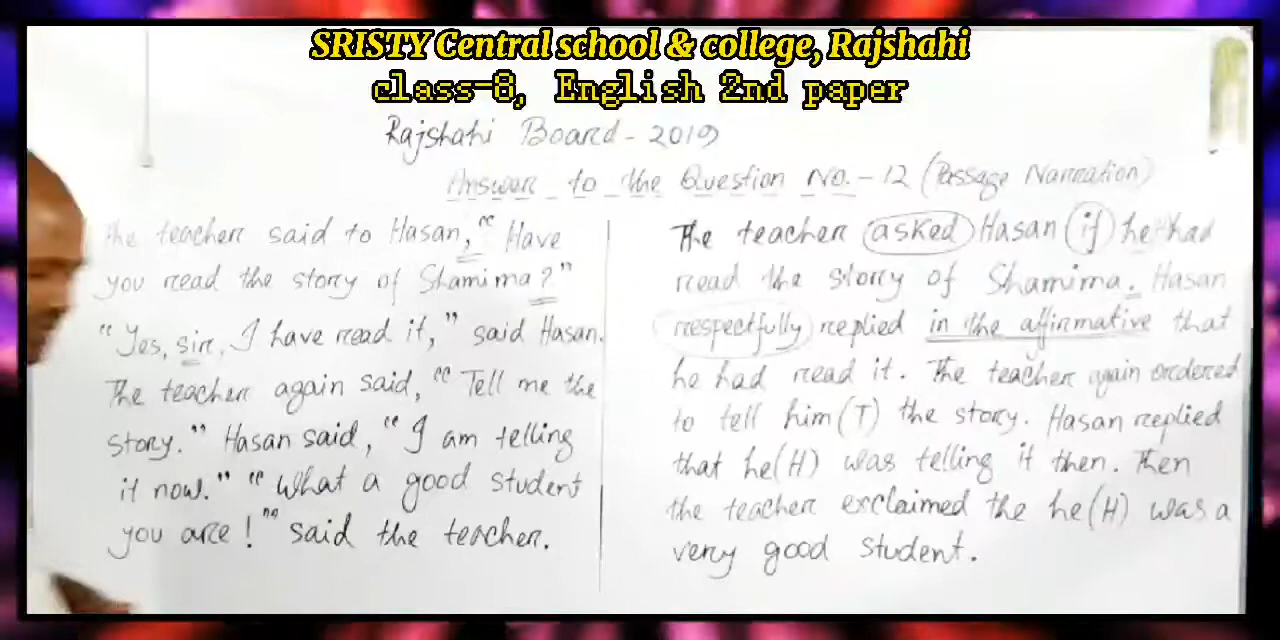 SRISTY Central school & college, Rajshahi
class-8, English 2nd paper
Rajshahi Board - 2019
Answer to the Question No. - 12 (Passage Narration)
The teacher said to Hasan, "Have
you read the story of Shamima?"
"Yes, sir, I have read it," said Hasan.
The teacher again said, "Tell me the
story." Hasan said, "I am telling
it now." "What a good student
you are!" said the teacher.
The teacher asked Hasan if he had
read the story of Shamima. Hasan
respectfully replied in the affirmative that
he had read it. The teacher again ordered
to tell him (T) the story. Hasan replied
that he (H) was telling it then. Then
the teacher exclaimed the he (H) was a
very good student.